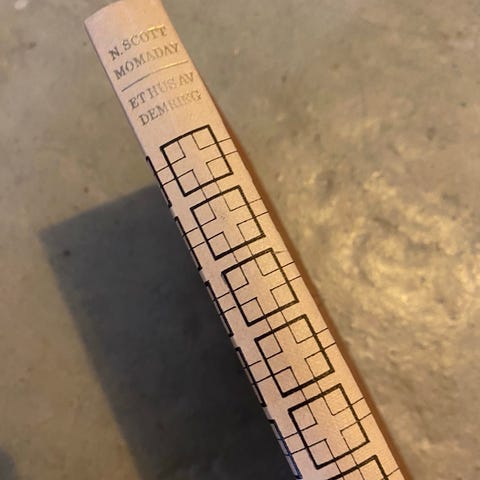 N. SCOTT
MOMADAY
ET HUS AV
DEMRING